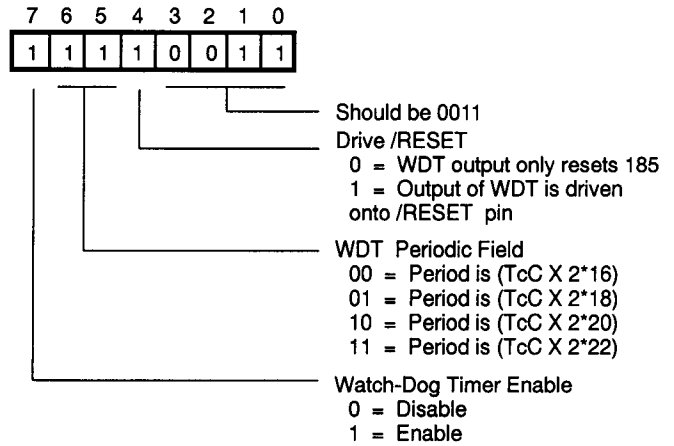 7 6 5 4 3 2 1 0
1 1 1 1 0 0 1 1
Should be 0011
Drive /RESET
0 = WDT output only resets 185
1 = Output of WDT is driven
onto /RESET pin
WDT Periodic Field
00 = Period is (TcC X 2*16)
01 = Period is (TcC X 2*18)
10 = Period is (TcC X 2*20)
11 = Period is (TcC X 2*22)
Watch-Dog Timer Enable
0 = Disable
1 = Enable